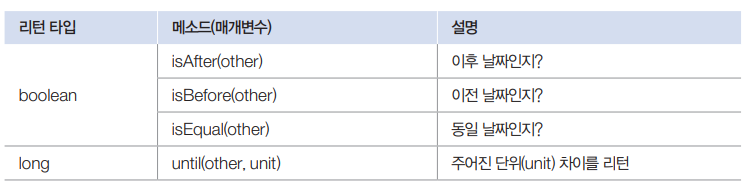 리턴 타입 메소드(매개변수) 설명
boolean
isAfter(other) 이후 날짜인지?
isBefore(other) 이전 날짜인지?
isEqual(other) 동일 날짜인지?
long until(other, unit) 주어진 단위(unit) 차이를 리턴